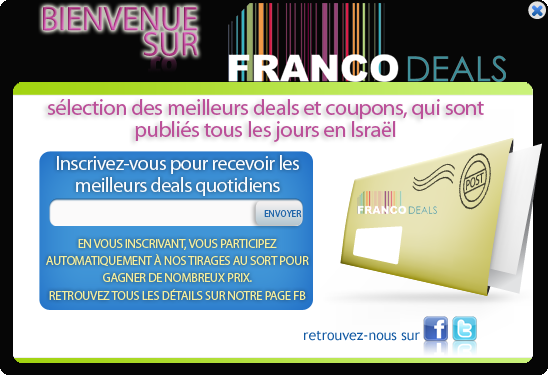 BIENVENUE
SUR
FRANCO DEALS
sélection des meilleurs deals et coupons, qui sont
publiés tous les jours en Israël
Inscrivez-vous pour recevoir les
meilleurs deals quotidiens
ENVOYER
EN VOUS INSCRIVANT, VOUS PARTICIPEZ
AUTOMATIQUEMENT À NOS TIRAGES AU SORT POUR
GAGNER DE NOMBREUX PRIX.
RETROUVEZ TOUS LES DÉTAILS SUR NOTRE PAGE FB
POST
FRANCO DEALS
retrouvez-nous sur f t